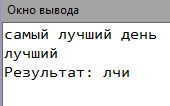 Окно вывода
самый лучший день
лучший
Результат: лчи